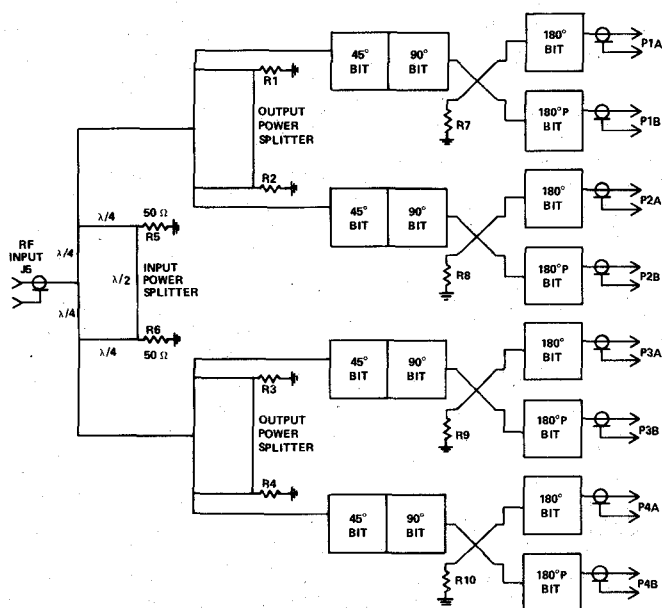 RF
INPUT
J5
λ/4
λ/4
λ/4
50 Ω
R5
λ/2
INPUT
POWER
SPLITTER
R6
λ/4
50 Ω
R1
OUTPUT
POWER
SPLITTER
R2
45°
BIT
90°
BIT
R7
180°
BIT
P1A
180°P
BIT
P1B
45°
BIT
90°
BIT
R8
180°
BIT
P2A
180°P
BIT
P2B
R3
OUTPUT
POWER
SPLITTER
R4
45°
BIT
90°
BIT
R9
180°
BIT
P3A
180°P
BIT
P3B
45°
BIT
90°
BIT
R10
180°
BIT
P4A
180°P
BIT
P4B